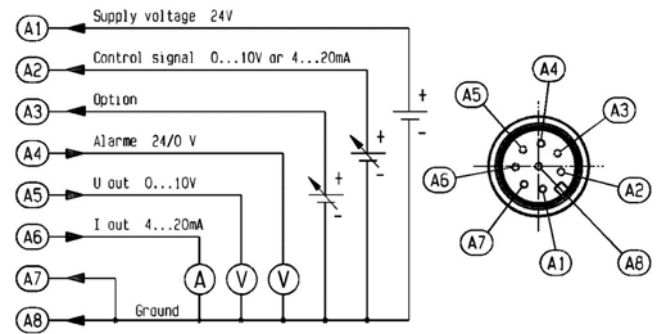 A1 Supply voltage 24V
A2 Control signal 0...10V or 4...20mA
A3 Option
A4 Alarme 24/0 V
A5 U out 0...10V
A6 I out 4...20mA
A7
A8 Ground
+
-
+
-
+
-
A V V
A4
A5 A3
A6 A2
A7 A1 A8